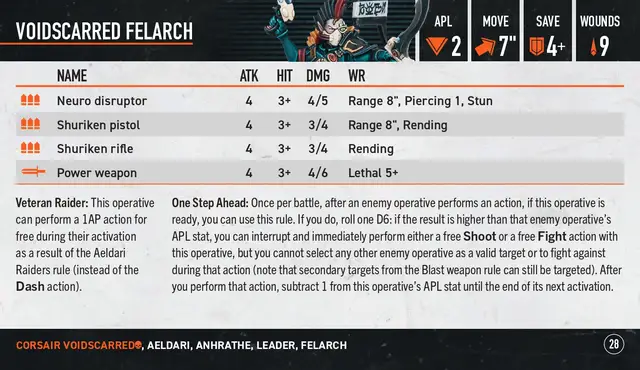 VOIDSCARRED FELARCH
APL 2
MOVE 7"
SAVE 4+
WOUNDS 9
NAME ATK HIT DMG WR
Neuro disruptor 4 3+ 4/5 Range 8", Piercing 1, Stun
Shuriken pistol 4 3+ 3/4 Range 8", Rending
Shuriken rifle 4 3+ 3/4 Rending
Power weapon 4 3+ 4/6 Lethal 5+
Veteran Raider: This operative
can perform a 1AP action for
free during their activation
as a result of the Aeldari
Raiders rule (instead of the
Dash action).
One Step Ahead: Once per battle, after an enemy operative performs an action, if this operative is
ready, you can use this rule. If you do, roll one D6: if the result is higher than that enemy operative's
APL stat, you can interrupt and immediately perform either a free Shoot or a free Fight action with
this operative, but you cannot select any other enemy operative as a valid target or to fight against
during that action (note that secondary targets from the Blast weapon rule can still be targeted). After
you perform that action, subtract 1 from this operative's APL stat until the end of its next activation.
CORSAIR VOIDSCARRED, AELDARI, ANHRATHE, LEADER, FELARCH
28